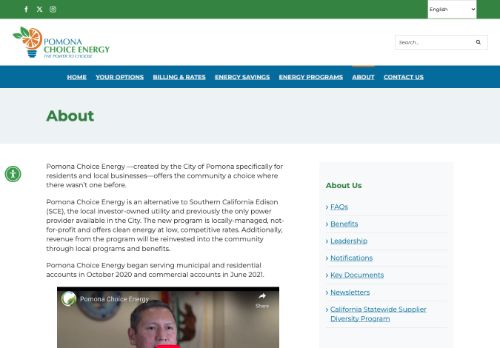 English
POMONA
CHOICE ENERGY
THE POWER TO CHOOSE
Search...
HOME YOUR OPTIONS BILLING & RATES ENERGY SAVINGS ENERGY PROGRAMS ABOUT CONTACT US
About
Pomona Choice Energy —created by the City of Pomona specifically for
residents and local businesses—offers the community a choice where
there wasn't one before.
Pomona Choice Energy is an alternative to Southern California Edison
(SCE), the local investor-owned utility and previously the only power
provider available in the City. The new program is locally-managed, not-
for-profit and offers clean energy at low, competitive rates. Additionally,
revenue from the program will be reinvested into the community
through local programs and benefits.
Pomona Choice Energy began serving municipal and residential
accounts in October 2020 and commercial accounts in June 2021.
Pomona Choice Energy
Share
About Us
FAQs
Benefits
Leadership
Notifications
Key Documents
Newsletters
California Statewide Supplier
Diversity Program